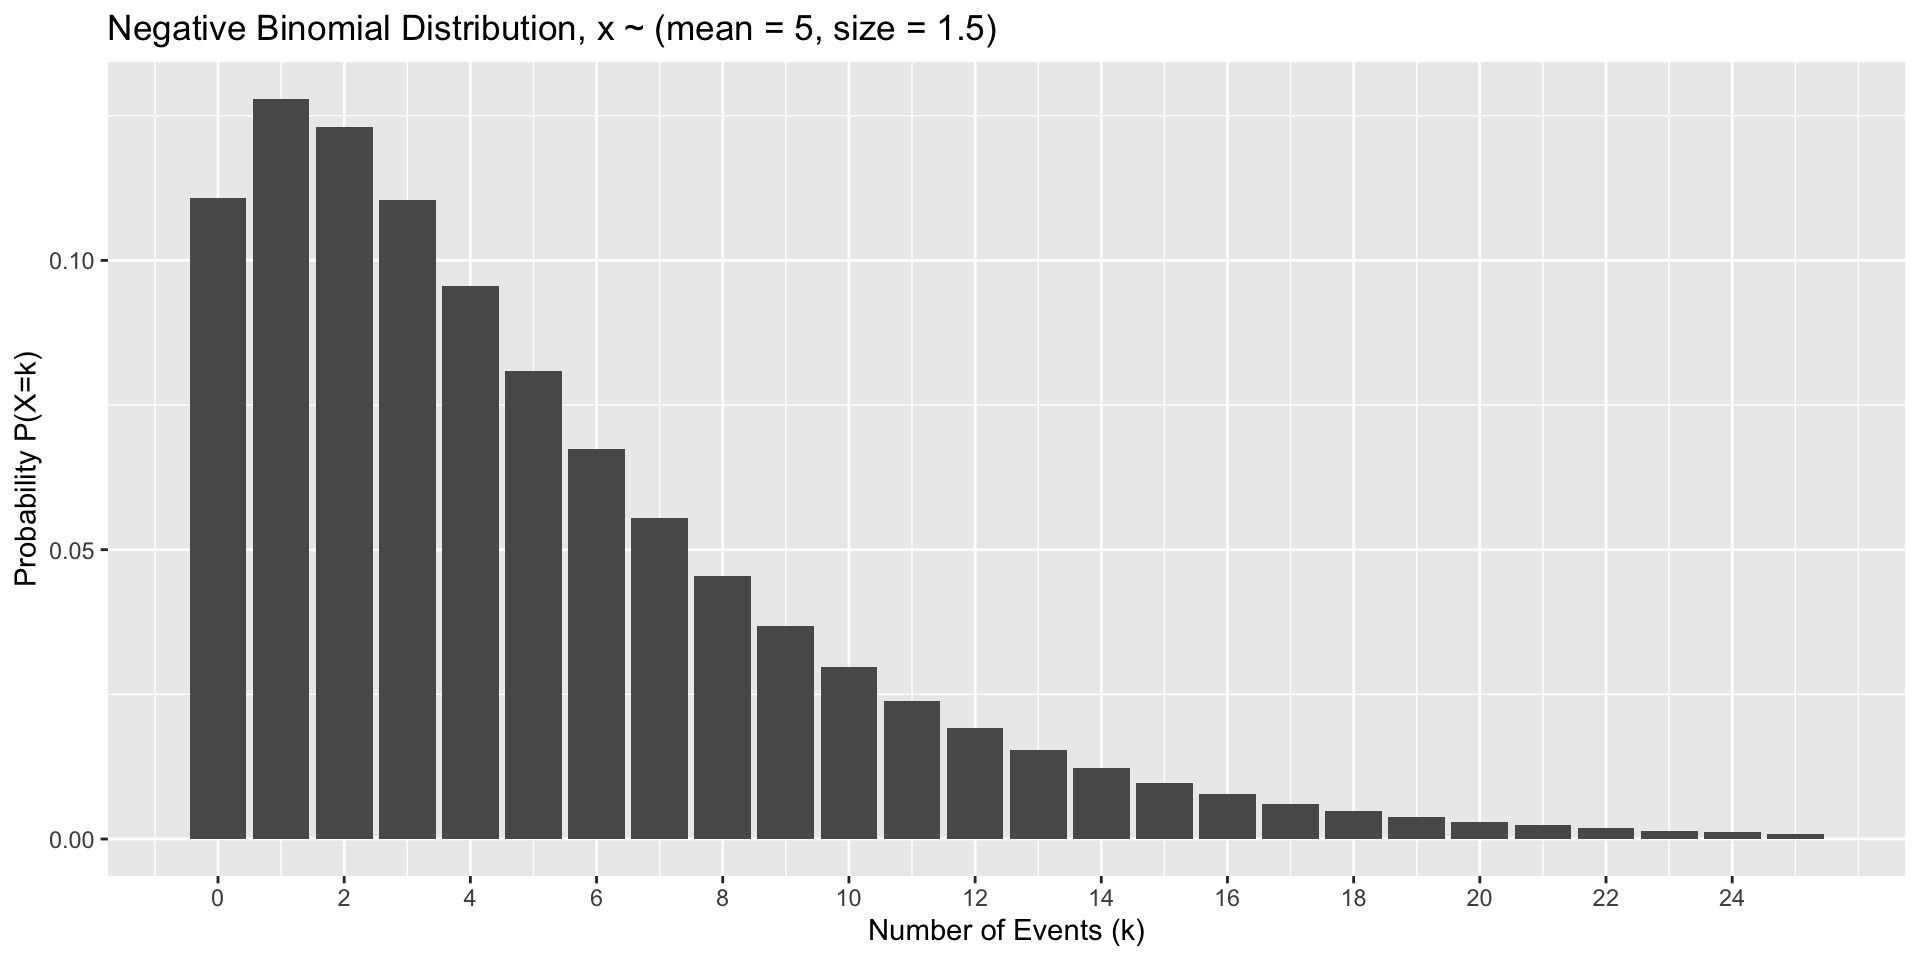 Negative Binomial Distribution, x ~ (mean = 5, size = 1.5)
Probability P(X=k)
0.10
0.05
0.00
0 2 4 6 8 10 12 14 16 18 20 22 24
Number of Events (k)